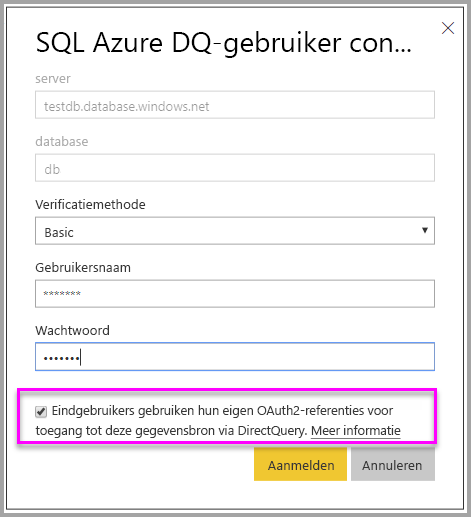 SQL Azure DQ-gebruiker con...
server
testdb.database.windows.net
database
db
Verificatiemethode
Basic
Gebruikersnaam
*******
Wachtwoord
•••••••
Eindgebruikers gebruiken hun eigen OAuth2-referenties voor
toegang tot deze gegevensbron via DirectQuery. Meer informatie
Aanmelden Annuleren